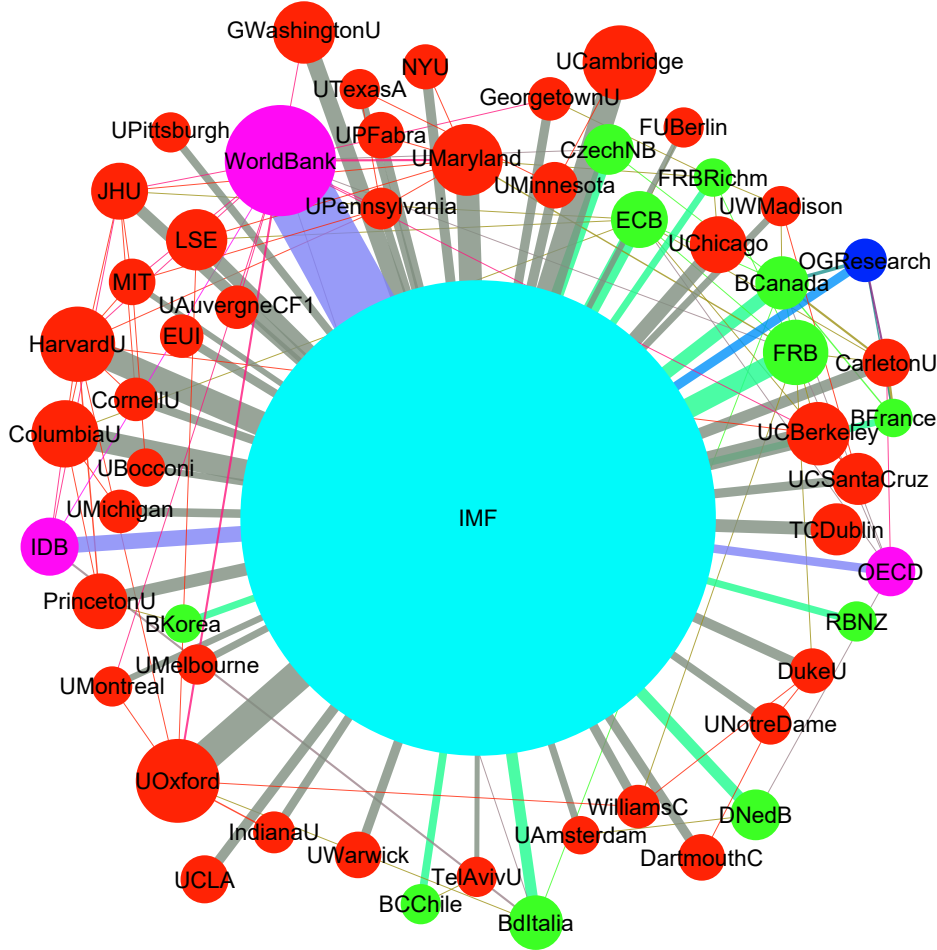 GWashingtonU
UCambridge
NYU
UTexasA
GeorgetownU
UPittsburgh
UPFabra
FUBerlin
WorldBank
UMaryland
CzechNB
FRBRichm
UMinnesota
JHU
UPennsylvania
UWMadison
ECB
LSE
UChicago
OGResearch
MIT
BCanada
UAuvergneCF1
EUI
HarvardU
FRB
CarletonU
CornellU
BFrance
ColumbiaU
UCBerkeley
UBocconi
UCSantaCruz
UMichigan
IMF
TCDublin
IDB
OECD
PrincetonU
BKorea
RBNZ
UMelbourne
DukeU
UMontreal
UNotreDame
UOxford
WilliamsC
DNedB
IndianaU
UAmsterdam
UWarwick
DartmouthC
UCLA
TelAvivU
BCChile
BdItalia